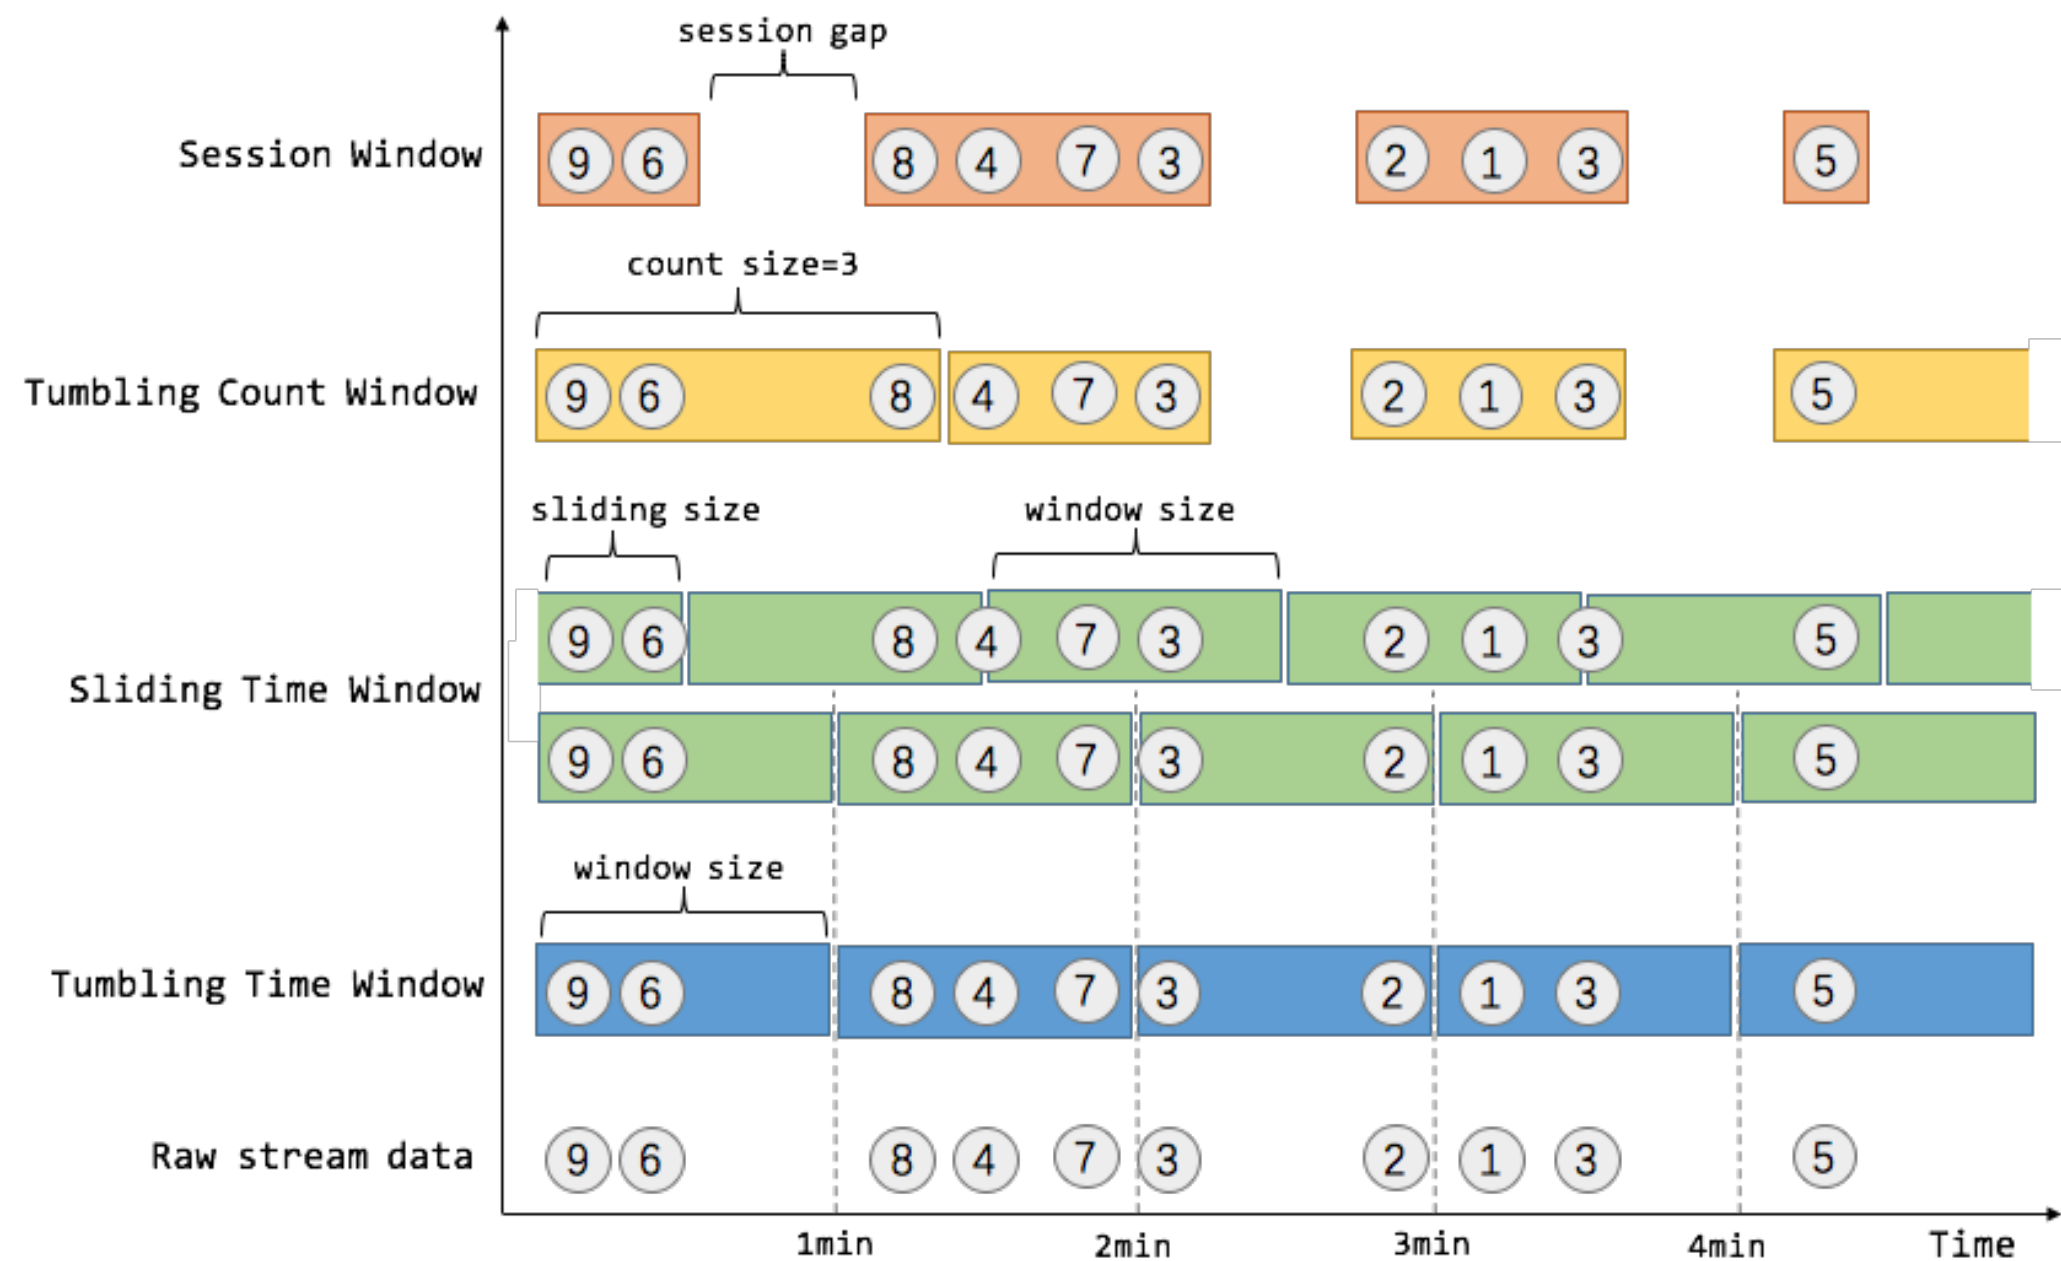 session gap
Session Window 9 6 8 4 7 3 2 1 3 5
count size=3
Tumbling Count Window 9 6 8 4 7 3 2 1 3 5
sliding size window size
9 6 8 4 7 3 2 1 3 5
Sliding Time Window
9 6 8 4 7 3 2 1 3 5
window size
Tumbling Time Window 9 6 8 4 7 3 2 1 3 5
Raw stream data 9 6 8 4 7 3 2 1 3 5
1min 2min 3min 4min Time